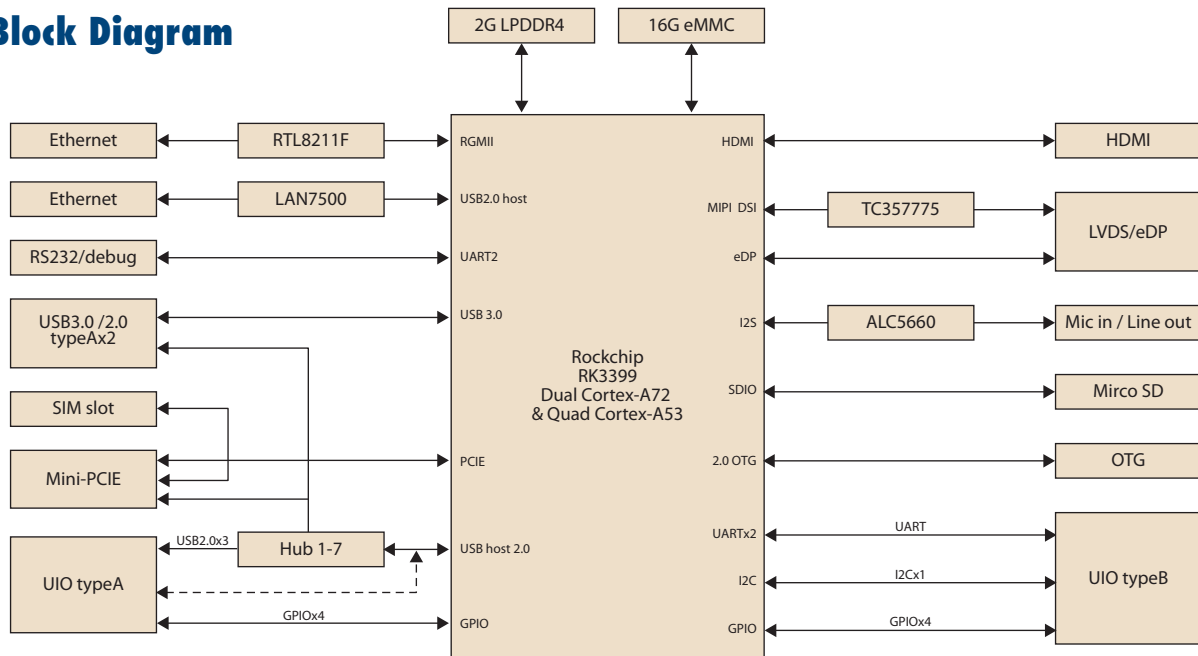 Block Diagram
2G LPDDR4
16G eMMC
Ethernet
RTL8211F
RGMII
HDMI
HDMI
Ethernet
LAN7500
USB2.0 host
MIPI DSI
TC357775
LVDS/eDP
RS232/debug
UART2
eDP
USB3.0 /2.0
typeAx2
USB 3.0
I2S
ALC5660
Mic in / Line out
Rockchip
RK3399
Dual Cortex-A72
& Quad Cortex-A53
SIM slot
SDIO
Mirco SD
Mini-PCIE
PCIE
2.0 OTG
OTG
UIO typeA
USB2.0x3
Hub 1-7
USB host 2.0
GPIOx4
GPIO
UARTx2
UART
I2C
I2Cx1
UIO typeB
GPIO
GPIOx4